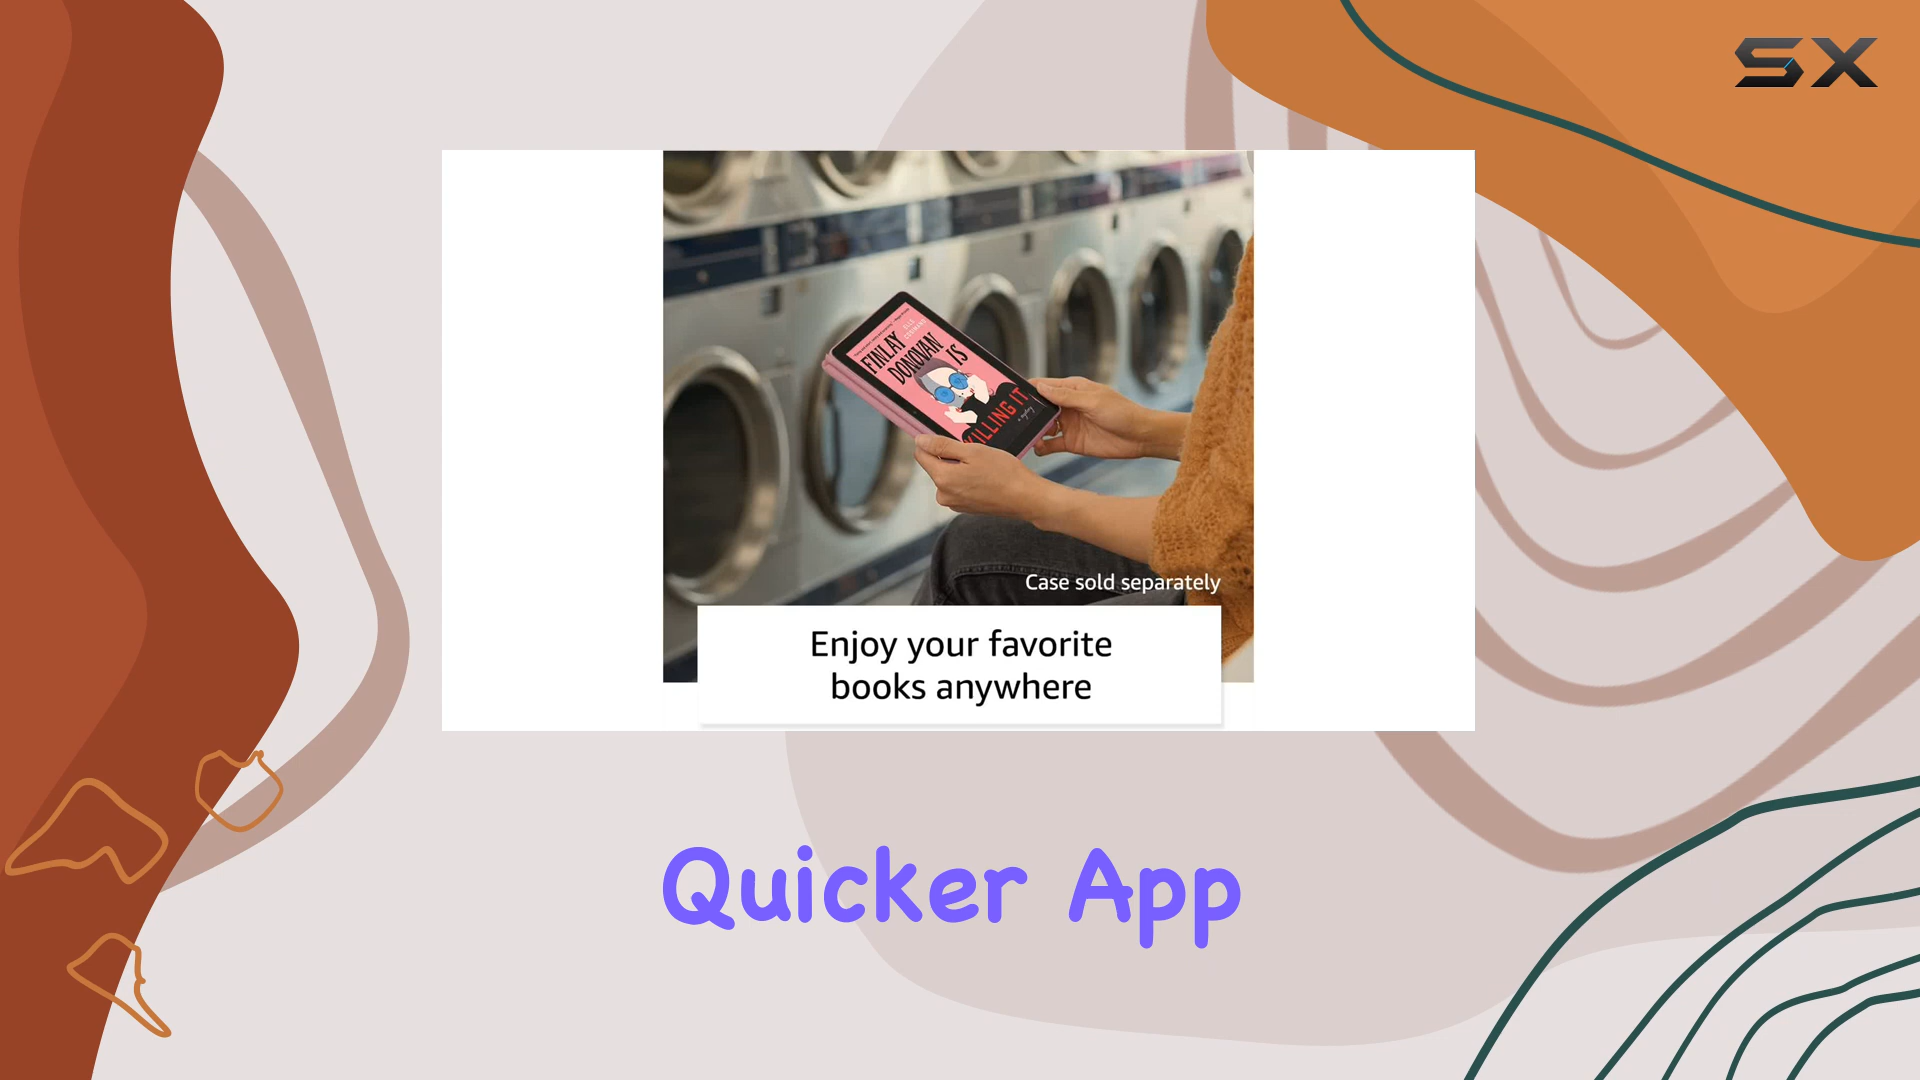 SX
FINLAY
DONOVAN
IS
KILLING IT
Case sold separately
Enjoy your favorite
books anywhere
Quicker App